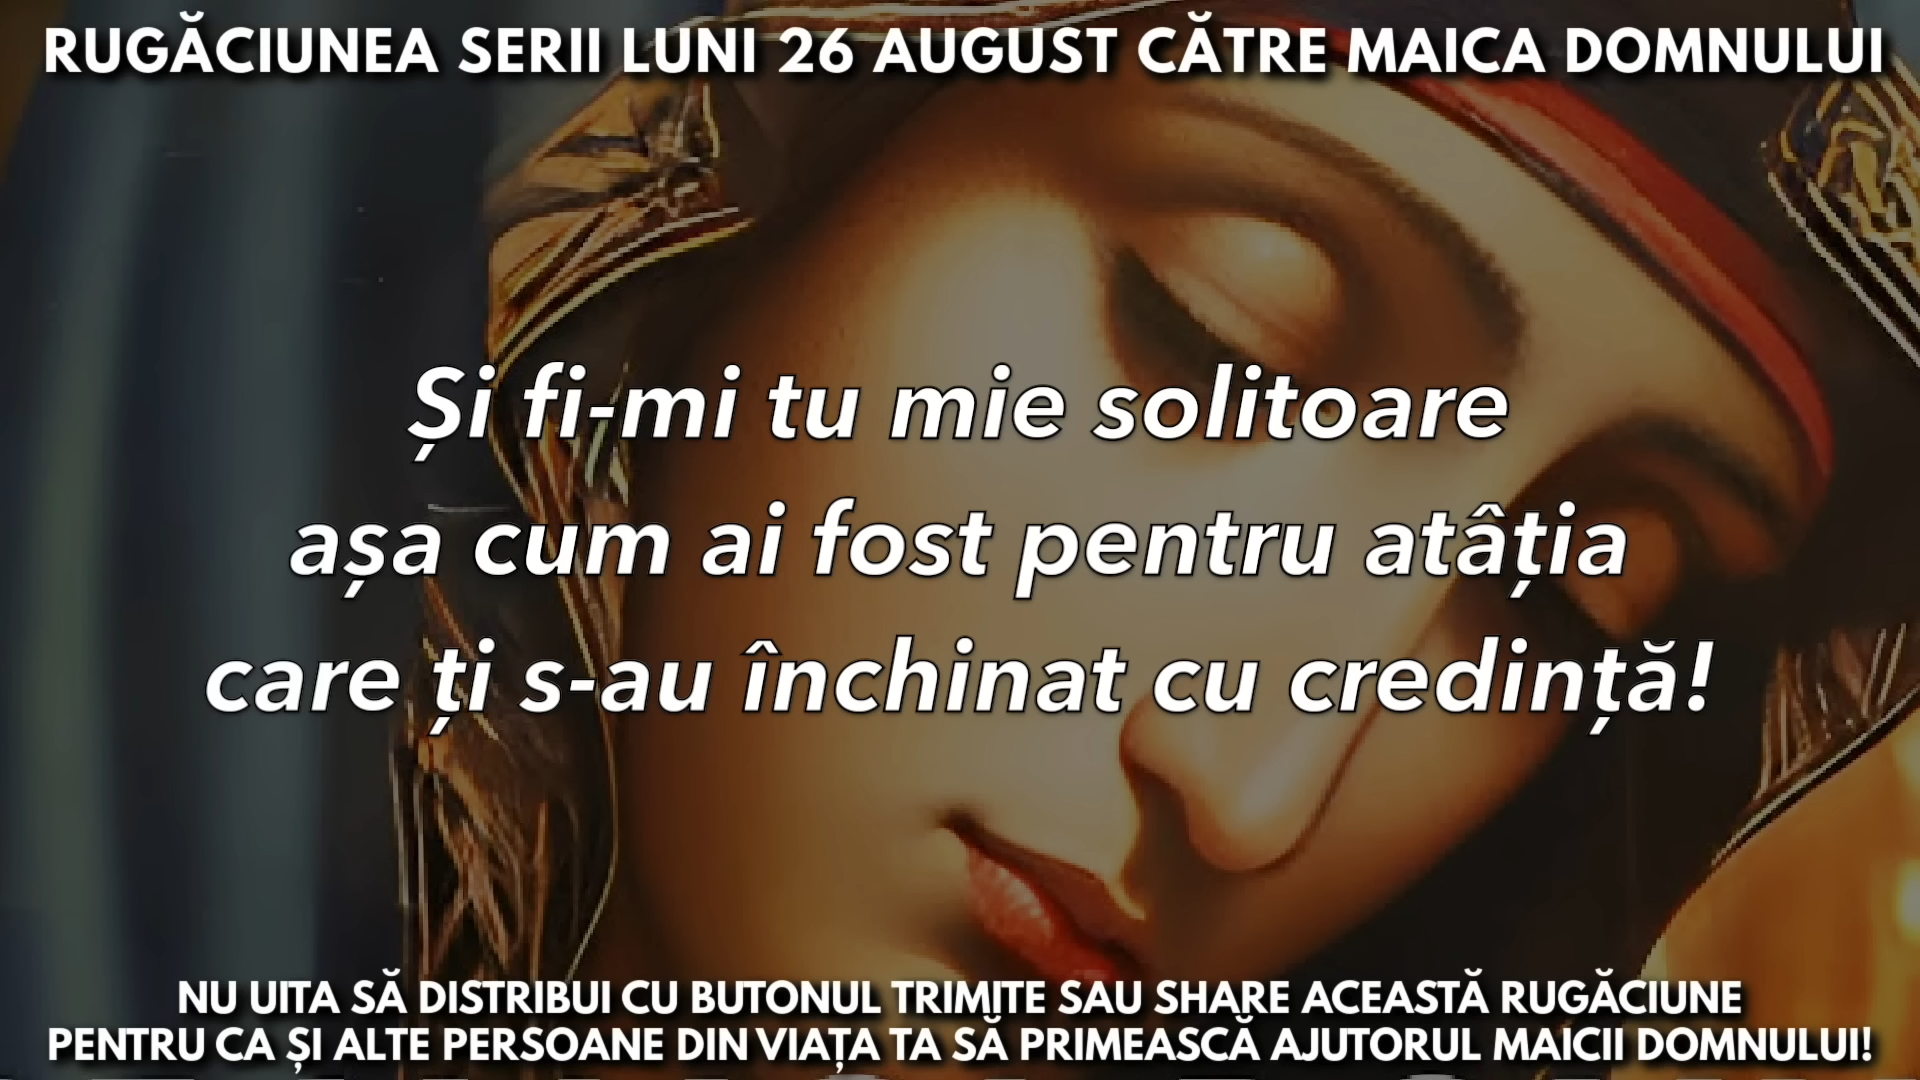 RUGĂCIUNEA SERII LUNI 26 AUGUST CĂTRE MAICA DOMNULUI
Și fi-mi tu mie solitoare
așa cum ai fost pentru atâția
care ți s-au închinat cu credință!
NU UITA SĂ DISTRIBUI CU BUTONUL TRIMITE SAU SHARE ACEASTĂ RUGĂCIUNE
PENTRU CA ȘI ALTE PERSOANE DIN VIAȚA TA SĂ PRIMEASCĂ AJUTORUL MAICII DOMNULUI!